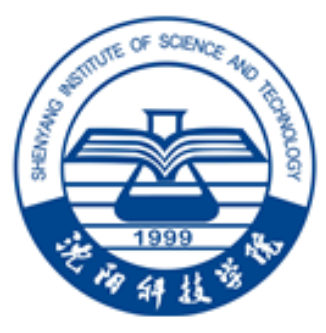 SHENYANG INSTITUTE OF SCIENCE AND TECHNOLOGY
1999
沈阳科技学院